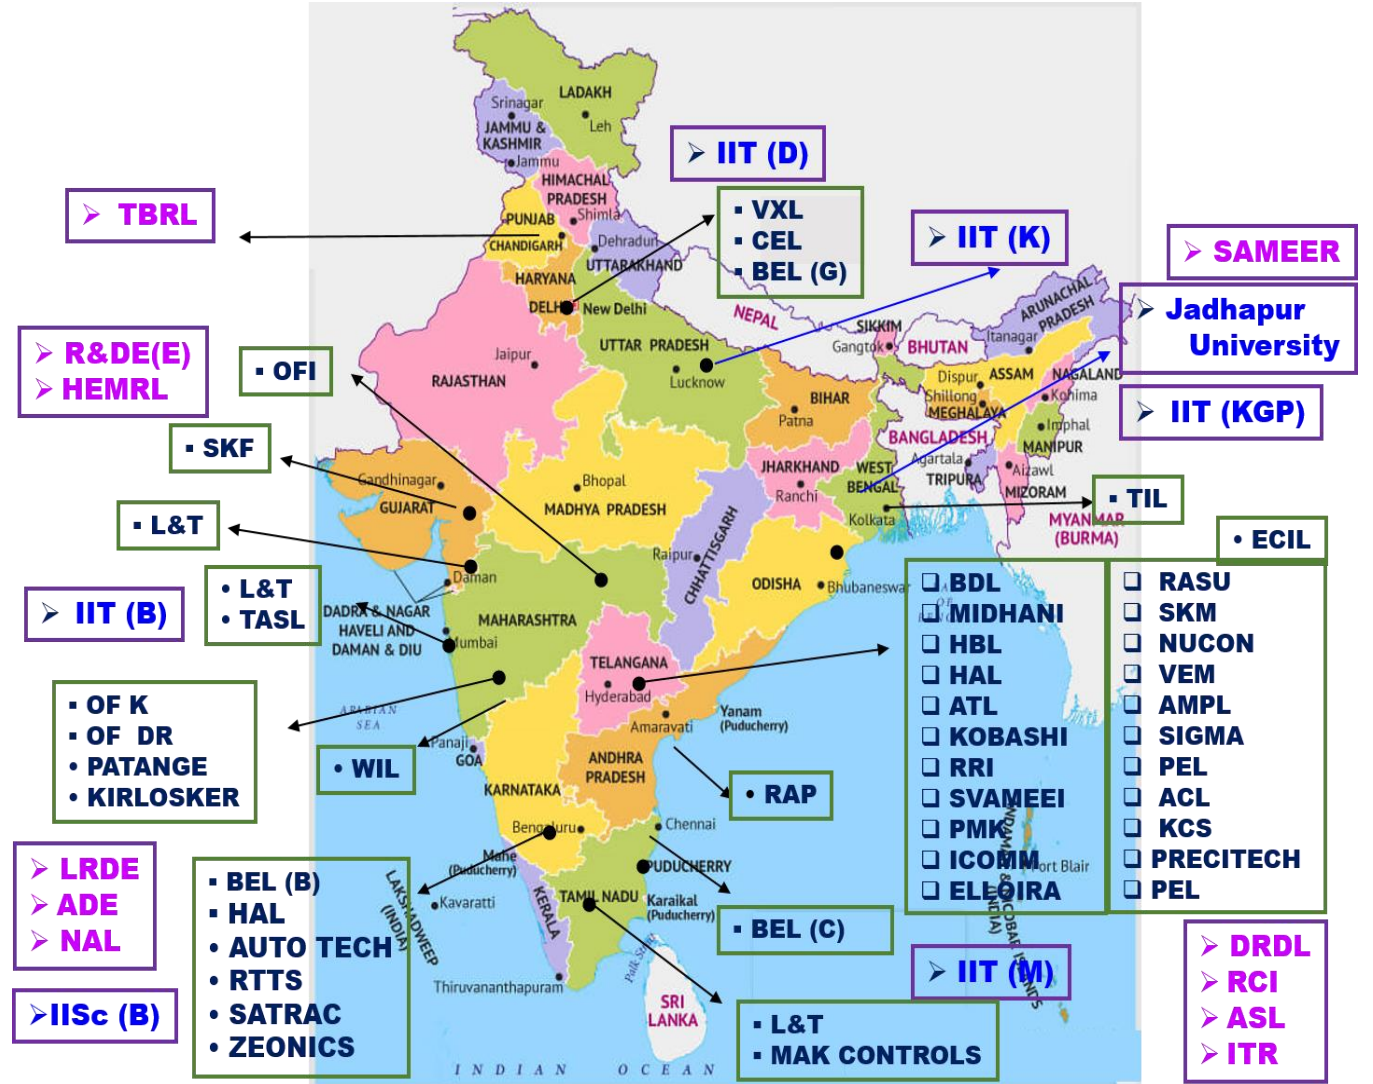 LADAKH
Srinagar
Leh
JAMMU &
KASHMIR
Jammu
➢ IIT (D)
HIMACHAL
PRADESH
➢ TBRL
PUNJAB
Shimla
▪ VXL
▪ CEL
▪ BEL (G)
➢ IIT (K)
➢ SAMEER
CHANDIGARH
Dehradun
UTTARAKHAND
HARYANA
DELHI
New Delhi
NEPAL
SIKKIM
Gangtok
BHUTAN
ARUNACHAL
PRADESH
Itanagar
➢ Jadhapur
University
➢ R&DE(E)
➢ HEMRL
▪ OFI
Jaipur
RAJASTHAN
UTTAR PRADESH
Lucknow
BIHAR
Patna
Dispur
ASSAM
NAGALAND
Shillong
MEGHALAYA
Kohima
➢ IIT (KGP)
Imphal
MANIPUR
▪ SKF
BANGLADESH
Agartala
TRIPURA
Aizawl
MIZORAM
Gandhinagar
GUJARAT
Bhopal
MADHYA PRADESH
JHARKHAND
Ranchi
WEST
BENGAL
Kolkata
▪ TIL
MYANMAR
(BURMA)
▪ L&T
• ECIL
Raipur
CHHATTISGARH
ODISHA
Bhubaneswar
Daman
• L&T
• TASL
DADRA & NAGAR
HAVELI AND
DAMAN & DIU
➢ IIT (B)
MAHARASHTRA
Mumbai
❑ BDL
❑ MIDHANI
❑ HBL
❑ HAL
❑ ATL
❑ KOBASHI
❑ RRI
❑ SVAMEEI
❑ PMK
❑ ICOMM
❑ ELLOIRA
❑ RASU
❑ SKM
❑ NUCON
❑ VEM
❑ AMPL
❑ SIGMA
❑ PEL
❑ ACL
❑ KCS
❑ PRECITECH
❑ PEL
TELANGANA
Hyderabad
▪ OF K
▪ OF DR
• PATANGE
• KIRLOSKER
ARABIAN
SEA
Panaji
GOA
• WIL
Amaravati
Yanam
(Puducherry)
ANDHRA
PRADESH
KARNATAKA
• RAP
Bengaluru
Chennai
Mahe
(Puducherry)
PUDUCHERRY
Port Blair
ANDAMAN & NICOBAR ISLANDS
(INDIA)
➢ LRDE
➢ ADE
➢ NAL
▪ BEL (B)
▪ HAL
• AUTO TECH
• RTTS
• SATRAC
• ZEONICS
LAKSHADWEEP
(INDIA)
Kavaratti
KERALA
TAMIL NADU
Karaikal
(Puducherry)
▪ BEL (C)
➢ IIT (M)
➢ DRDL
➢ RCI
➢ ASL
➢ ITR
Thiruvananthapuram
Palk Strait
➢IISc (B)
SRI
LANKA
▪ L&T
▪ MAK CONTROLS
INDIAN OCEAN